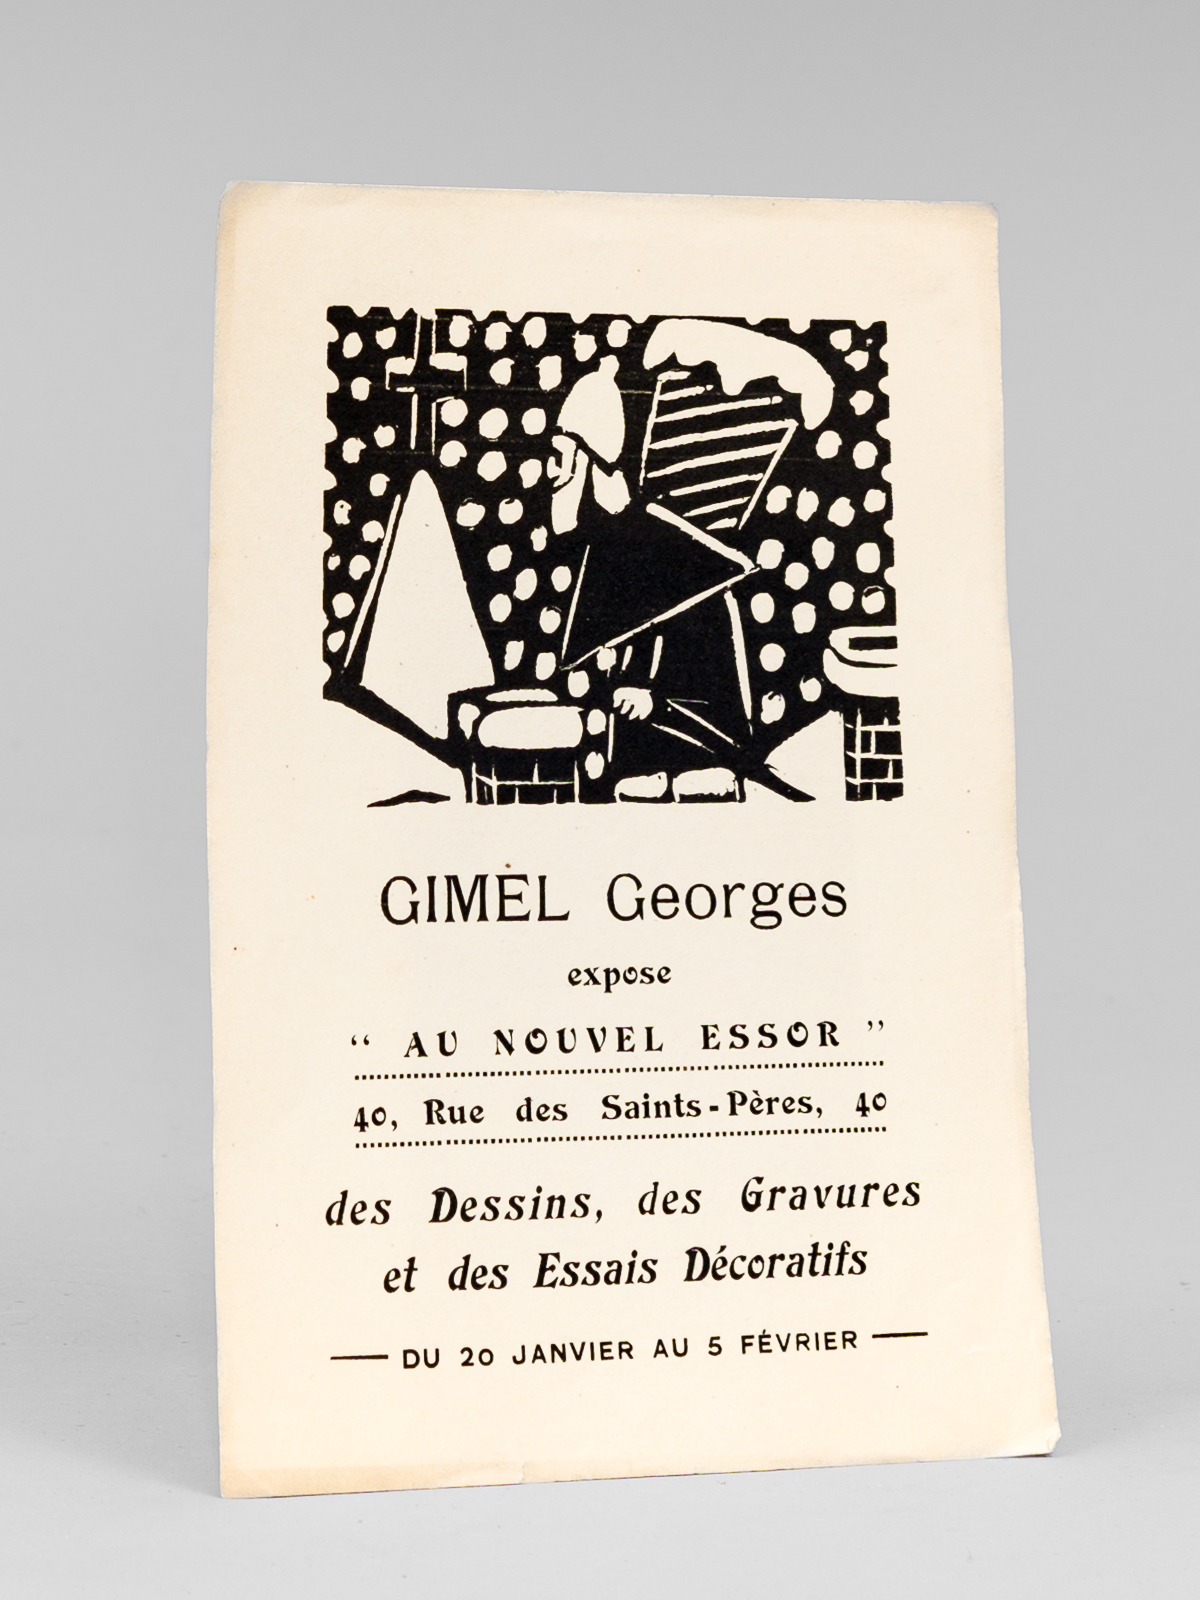 GIMEL Georges
expose
“ AU NOUVEL ESSOR ”
40, Rue des Saints-Pères, 40
des Dessins, des Gravures
et des Essais Décoratifs
— DU 20 JANVIER AU 5 FÉVRIER —